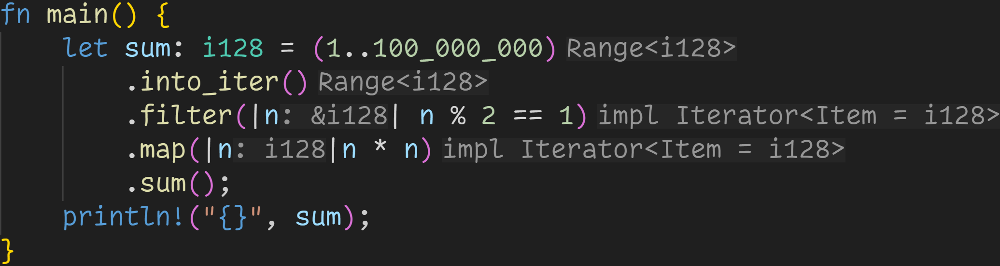 fn main() {
let sum: i128 = (1..100_000_000) Range<i128>
.into_iter() Range<i128>
.filter(|n: &i128| n % 2 == 1) impl Iterator<Item = i128>
.map(|n: i128|n * n) impl Iterator<Item = i128>
.sum();
println!("{}", sum);
}